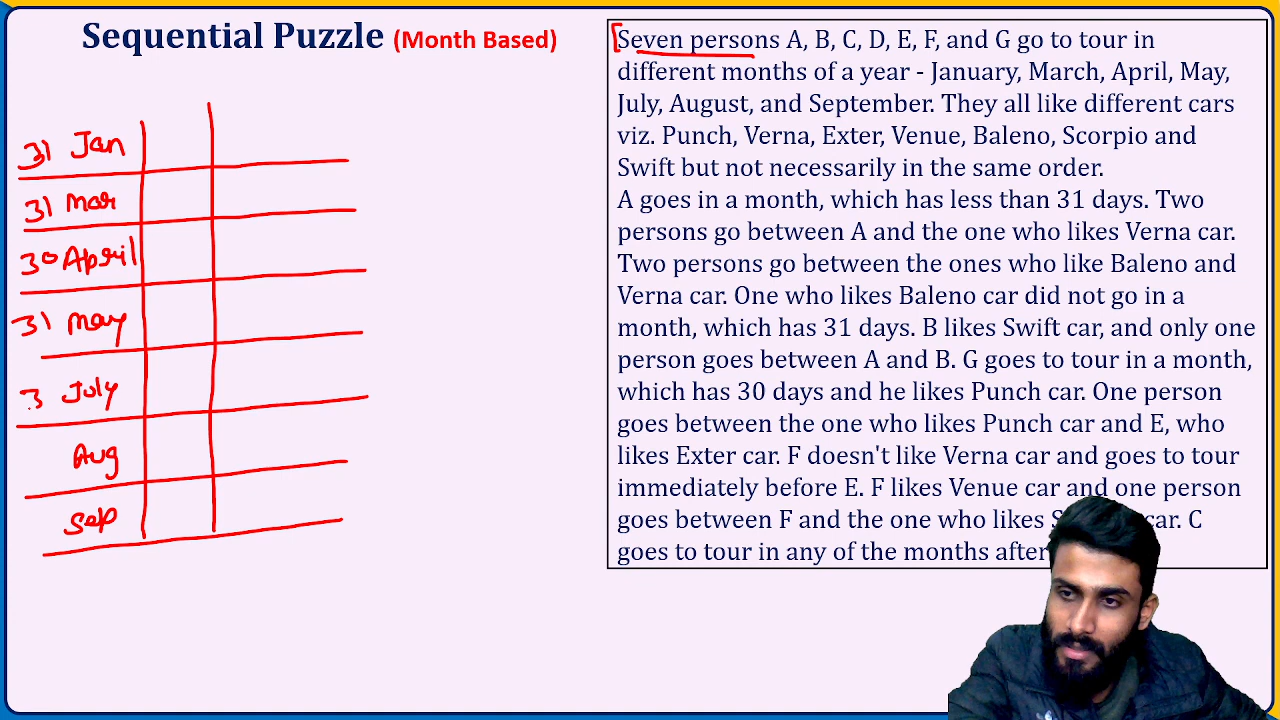 Sequential Puzzle (Month Based)
Seven persons A, B, C, D, E, F, and G go to tour in
different months of a year - January, March, April, May,
July, August, and September. They all like different cars
viz. Punch, Verna, Exter, Venue, Baleno, Scorpio and
Swift but not necessarily in the same order.
A goes in a month, which has less than 31 days. Two
persons go between A and the one who likes Verna car.
Two persons go between the ones who like Baleno and
Verna car. One who likes Baleno car did not go in a
month, which has 31 days. B likes Swift car, and only one
person goes between A and B. G goes to tour in a month,
which has 30 days and he likes Punch car. One person
goes between the one who likes Punch car and E, who
likes Exter car. F doesn't like Verna car and goes to tour
immediately before E. F likes Venue car and one person
goes between F and the one who likes car. C
goes to tour in any of the months after
31 Jan
31 Mar
30 April
31 May
3 July
Aug
Sep